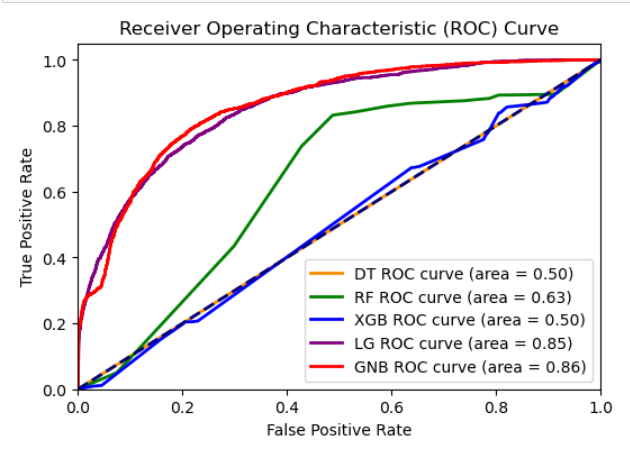 Receiver Operating Characteristic (ROC) Curve
1.0
0.8
0.6
0.4
0.2
0.0
True Positive Rate
DT ROC curve (area = 0.50)
RF ROC curve (area = 0.63)
XGB ROC curve (area = 0.50)
LG ROC curve (area = 0.85)
GNB ROC curve (area = 0.86)
0.0 0.2 0.4 0.6 0.8 1.0
False Positive Rate